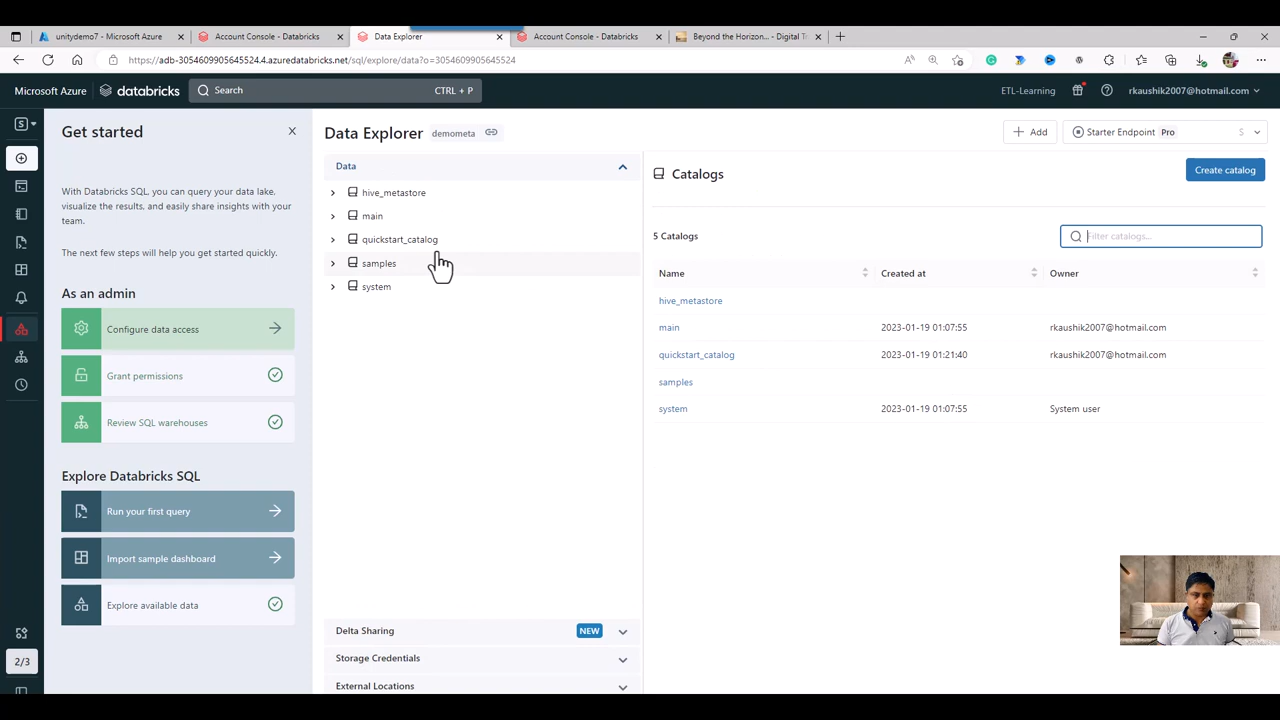 unitydemo7 - Microsoft Azure
Account Console - Databricks
Data Explorer
Account Console - Databricks
Beyond the Horizon... - Digital Tr
https://adb-3054609905645524.4.azuredatabricks.net/sql/explore/data?o=3054609905645524
Microsoft Azure
databricks
Search
CTRL + P
ETL-Learning
rkaushik2007@hotmail.com
S
Get started
With Databricks SQL, you can query your data lake,
visualize the results, and easily share insights with your
team.
The next few steps will help you get started quickly.
As an admin
Configure data access
Grant permissions
Review SQL warehouses
Explore Databricks SQL
Run your first query
Import sample dashboard
Explore available data
2/3
Data Explorer
demometa
Add
Starter Endpoint Pro
S
Data
hive_metastore
main
quickstart_catalog
samples
system
Delta Sharing
NEW
Storage Credentials
External Locations
Catalogs
Create catalog
5 Catalogs
Filter catalogs...
Name Created at Owner
hive_metastore
main 2023-01-19 01:07:55 rkaushik2007@hotmail.com
quickstart_catalog 2023-01-19 01:21:40 rkaushik2007@hotmail.com
samples
system 2023-01-19 01:07:55 System user